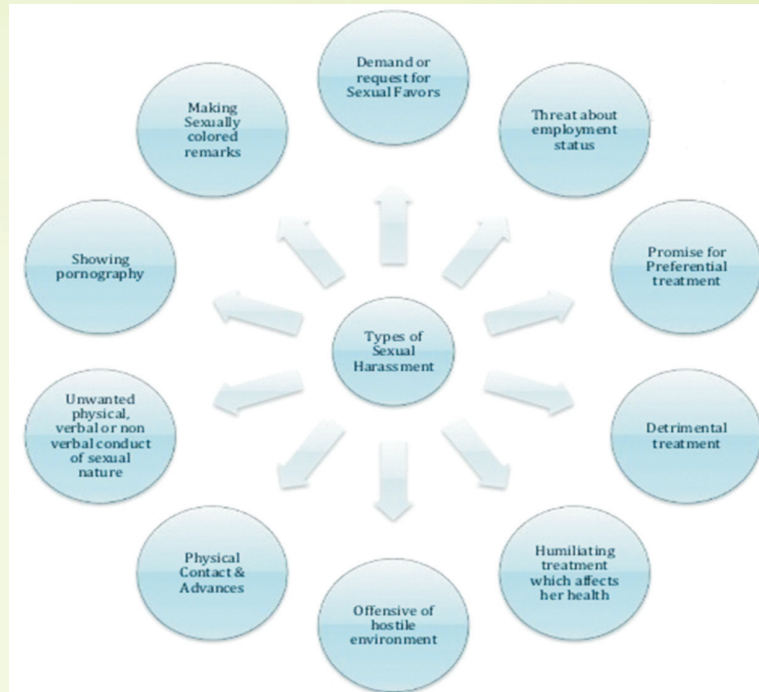 Types of
Sexual
Harassment
Demand or
request for
Sexual Favors
Threat about
employment
status
Promise for
Preferential
treatment
Detrimental
treatment
Humiliating
treatment
which affects
her health
Offensive of
hostile
environment
Physical
Contact &
Advances
Unwanted
physical,
verbal or non
verbal conduct
of sexual
nature
Showing
pornography
Making
Sexually
colored
remarks